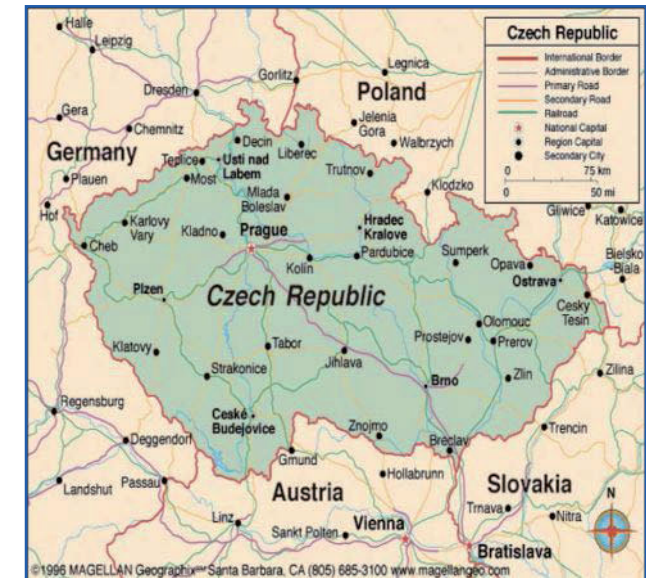 Czech Republic
International Border
Administrative Border
Primary Road
Secondary Road
Railroad
National Capital
Region Capital
Secondary City
0 75 km
0 50 mi
Halle
Leipzig
Legnica
Gorlitz
Poland
Dresden
Gera
Jelenia
Gora
Chemnitz
Decin
Walbrzych
Germany
Liberec
Teplice
Usti nad
Labem
Trutnov
Plauen
Most
Klodzko
Mlada
Boleslav
Hof
Gliwice
Katowice
Karlovy
Vary
Kladno
Prague
Hradec
Kralove
Cheb
Pardubice
Sumperk
Opava
Bielsko
Biala
Kolin
Ostrava
Plzen
Czech Republic
Cesky
Tesin
Olomouc
Klatovy
Tabor
Prostejov
Prerov
Jihlava
Strakonice
Zlin
Zilina
Brno
Regensburg
Ceské
Budejovice
Znojmo
Trencin
Deggendorf
Breclav
Gmund
Hollabrunn
Landshut
Passau
Austria
Slovakia
N
Linz
Trnava
Nitra
Sankt Polten
Vienna
Bratislava
©1996 MAGELLAN Geographix℠ Santa Barbara, CA (805) 685-3100 www.magellangeo.com